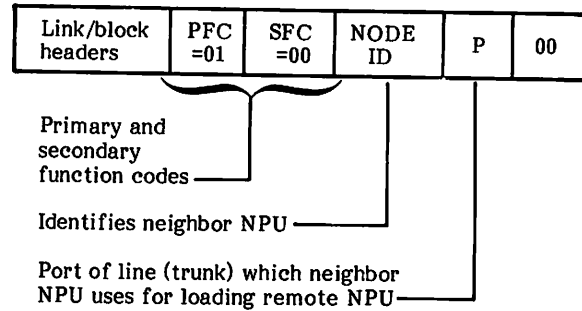 Link/block headers PFC =01 SFC =00 NODE ID P 00
Primary and
secondary
function codes
Identifies neighbor NPU
Port of line (trunk) which neighbor
NPU uses for loading remote NPU